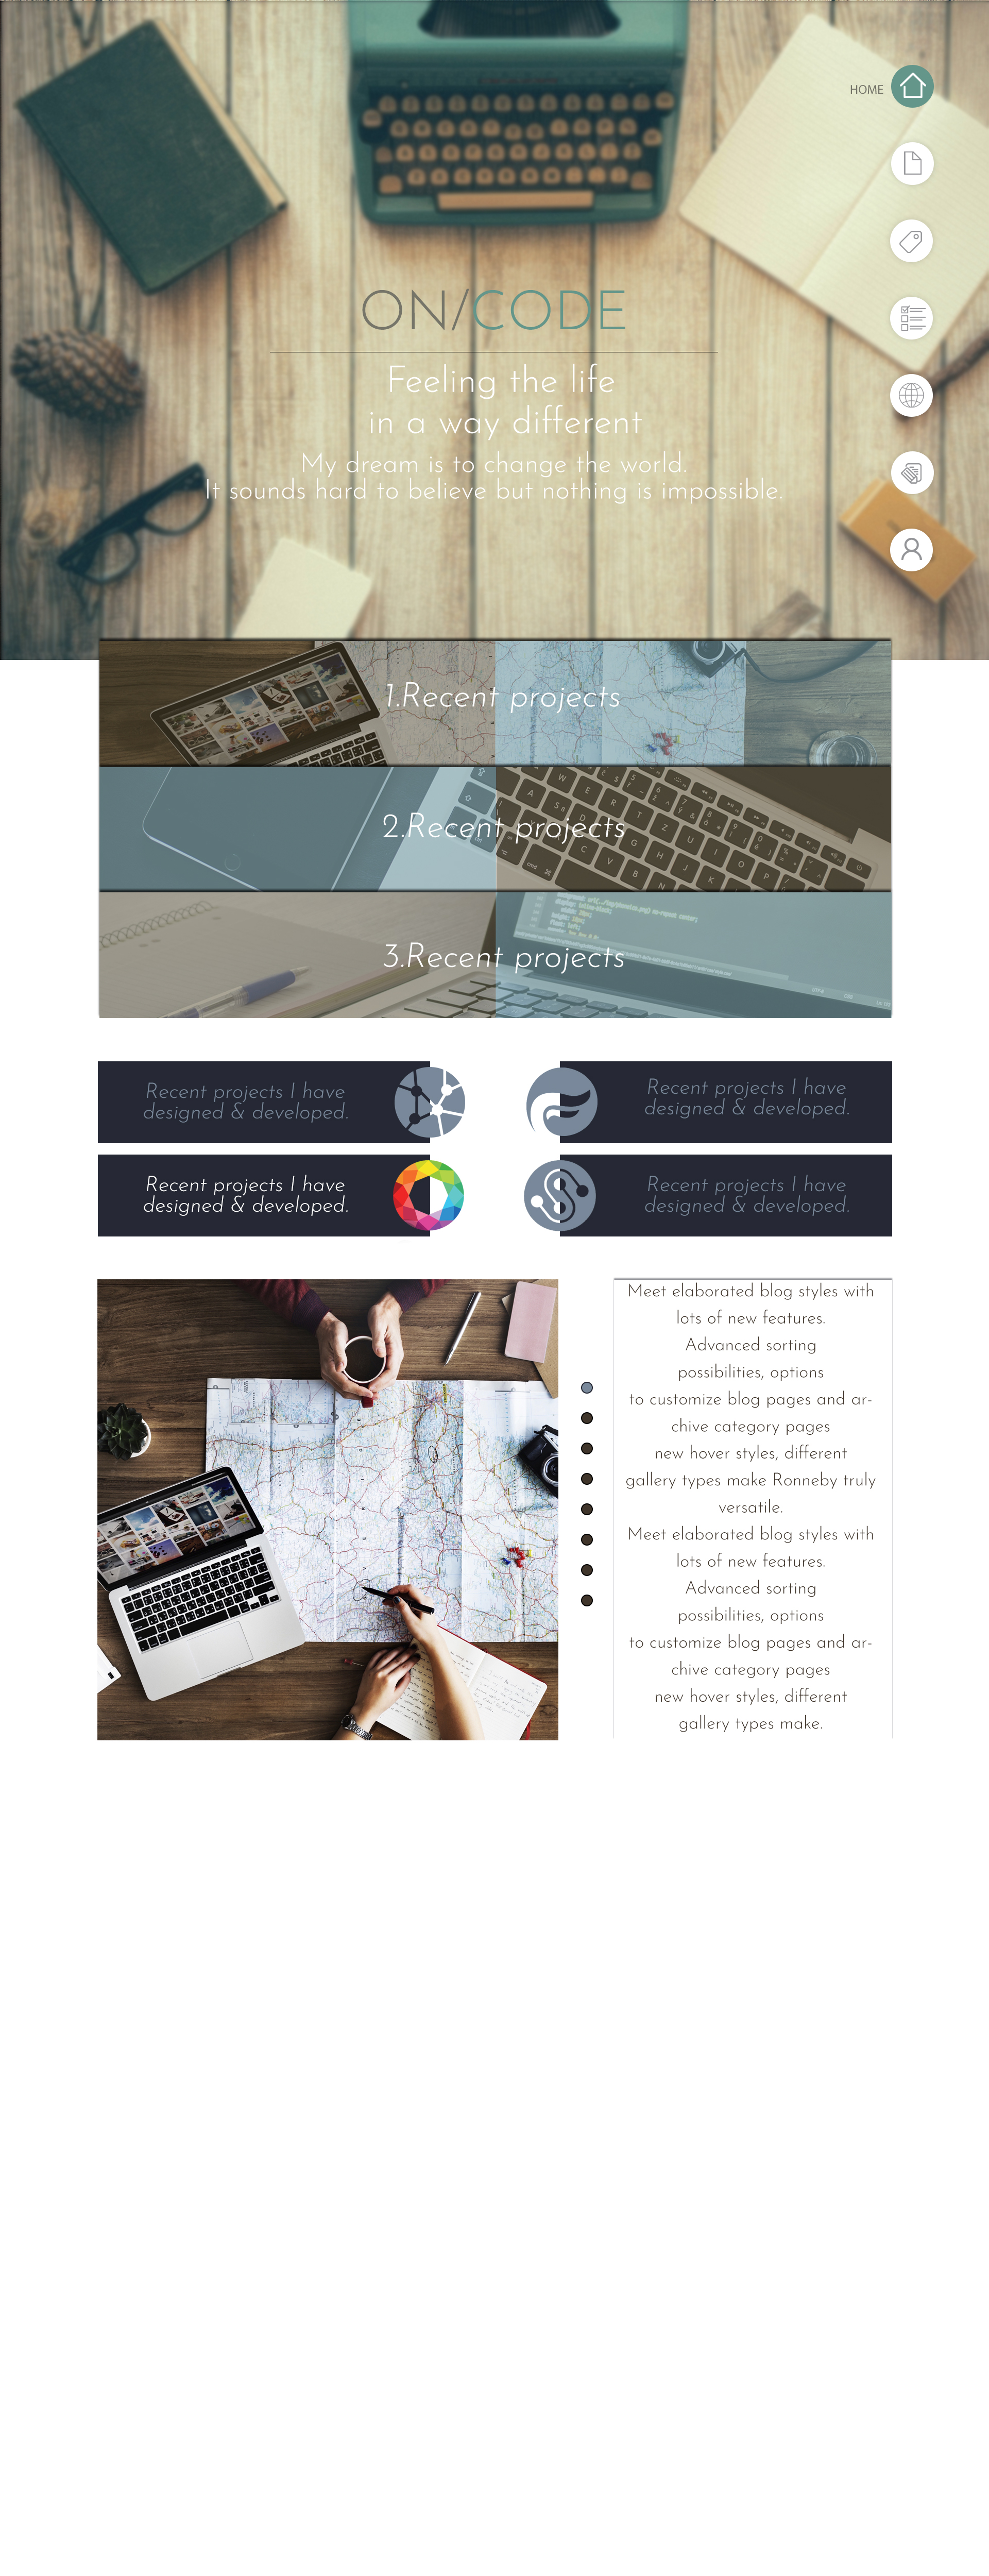 HOME
ON/CODE
Feeling the life
in a way different
My dream is to change the world.
It sounds hard to believe but nothing is impossible.
1.Recent projects
2.Recent projects
3.Recent projects
Recent projects I have
designed & developed.
Recent projects I have
designed & developed.
Recent projects I have
designed & developed.
Recent projects I have
designed & developed.
Meet elaborated blog styles with
lots of new features.
Advanced sorting
possibilities, options
to customize blog pages and ar-
chive category pages
new hover styles, different
gallery types make Ronneby truly
versatile.
Meet elaborated blog styles with
lots of new features.
Advanced sorting
possibilities, options
to customize blog pages and ar-
chive category pages
new hover styles, different
gallery types make.